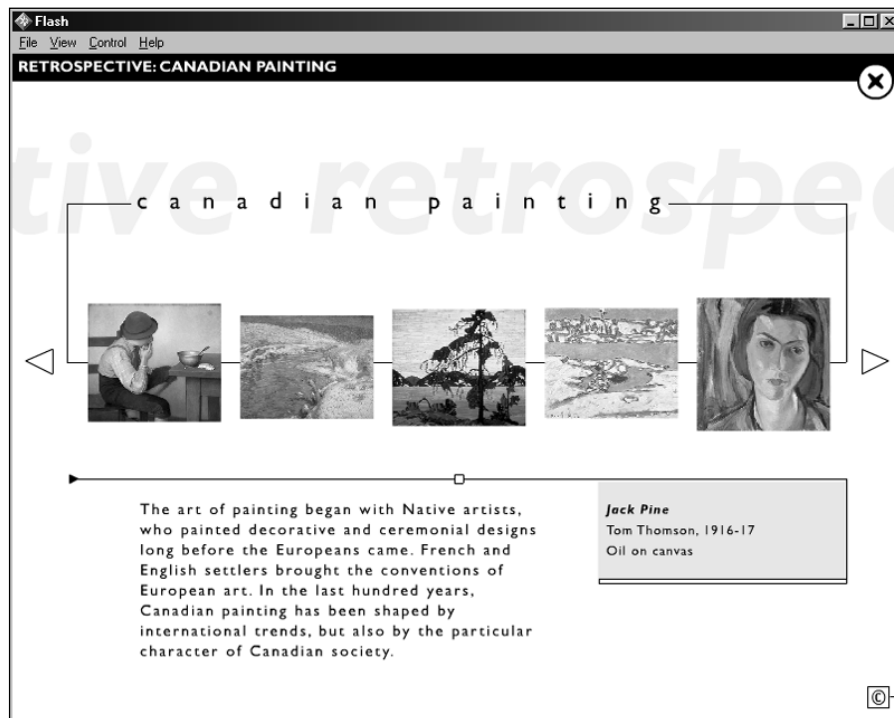 Flash
File View Control Help
RETROSPECTIVE: CANADIAN PAINTING
tive retrospec
canadian painting
The art of painting began with Native artists,
who painted decorative and ceremonial designs
long before the Europeans came. French and
English settlers brought the conventions of
European art. In the last hundred years,
Canadian painting has been shaped by
international trends, but also by the particular
character of Canadian society.
Jack Pine
Tom Thomson, 1916-17
Oil on canvas
©